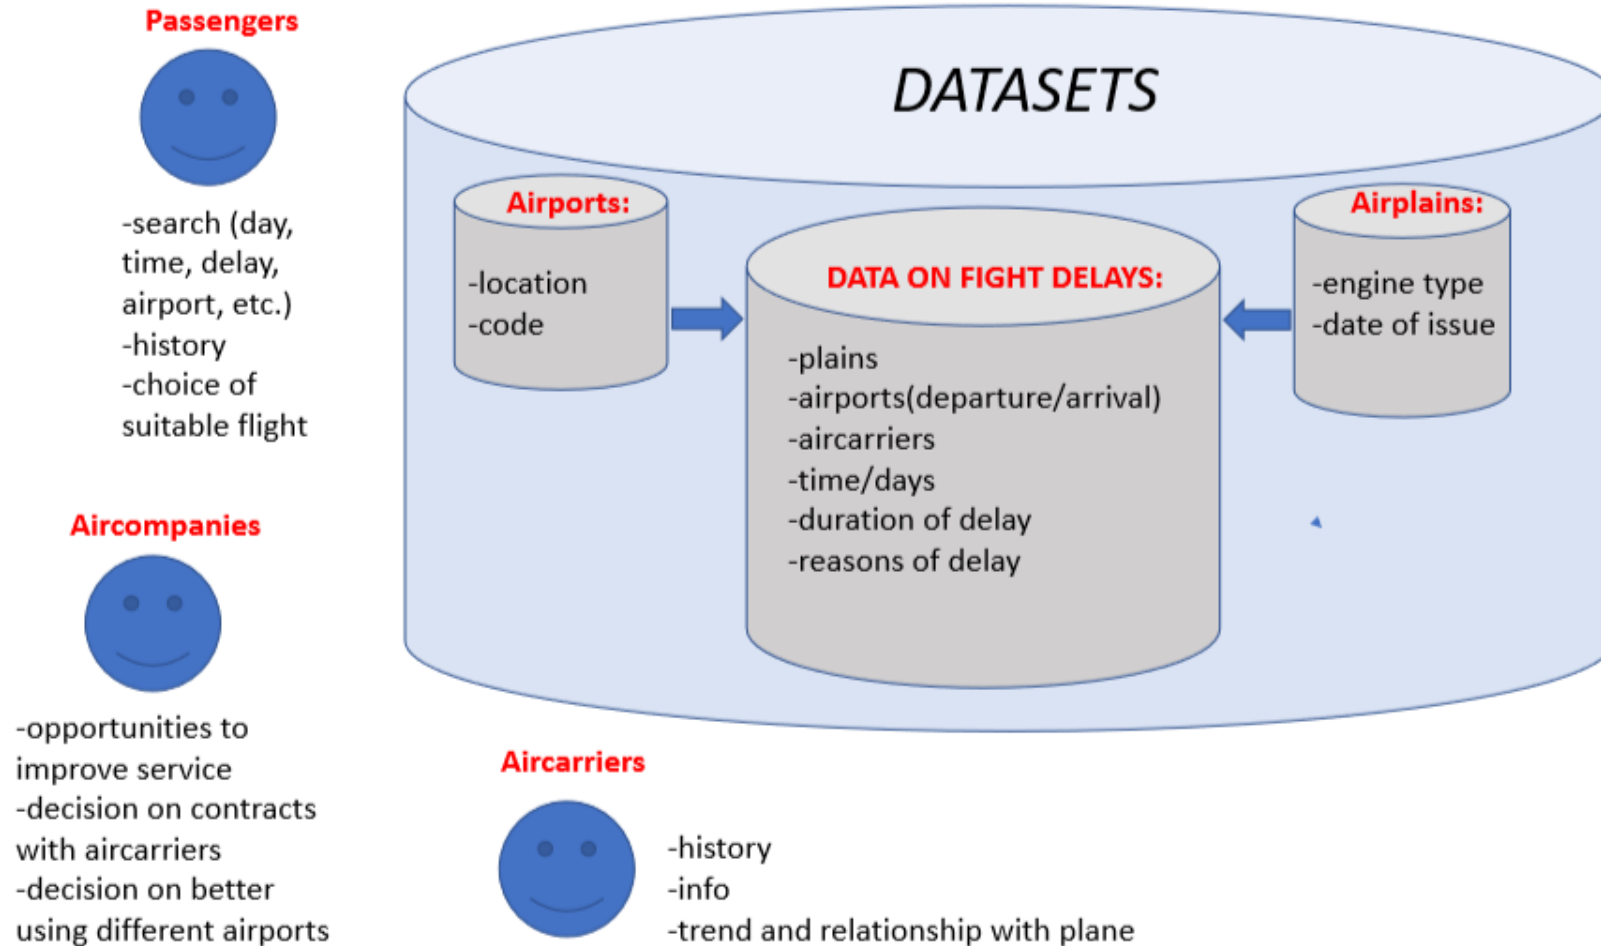 Passengers
-search (day,
time, delay,
airport, etc.)
-history
-choice of
suitable flight
Aircompanies
-opportunities to
improve service
-decision on contracts
with aircarriers
-decision on better
using different airports
DATASETS
Airports:
-location
-code
DATA ON FIGHT DELAYS:
-plains
-airports(departure/arrival)
-aircarriers
-time/days
-duration of delay
-reasons of delay
Airplains:
-engine type
-date of issue
Aircarriers
-history
-info
-trend and relationship with plane